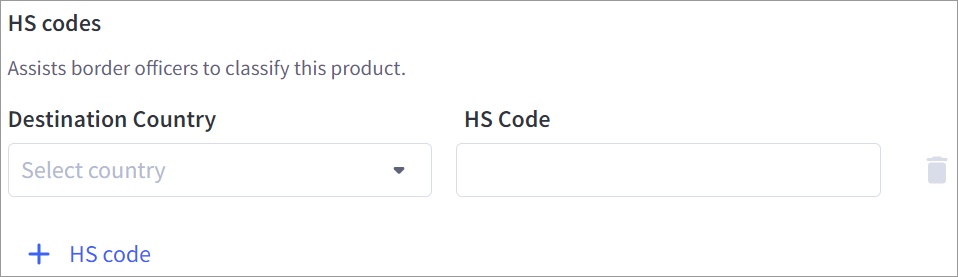 HS codes
Assists border officers to classify this product.
Destination Country HS Code
Select country
+ HS code